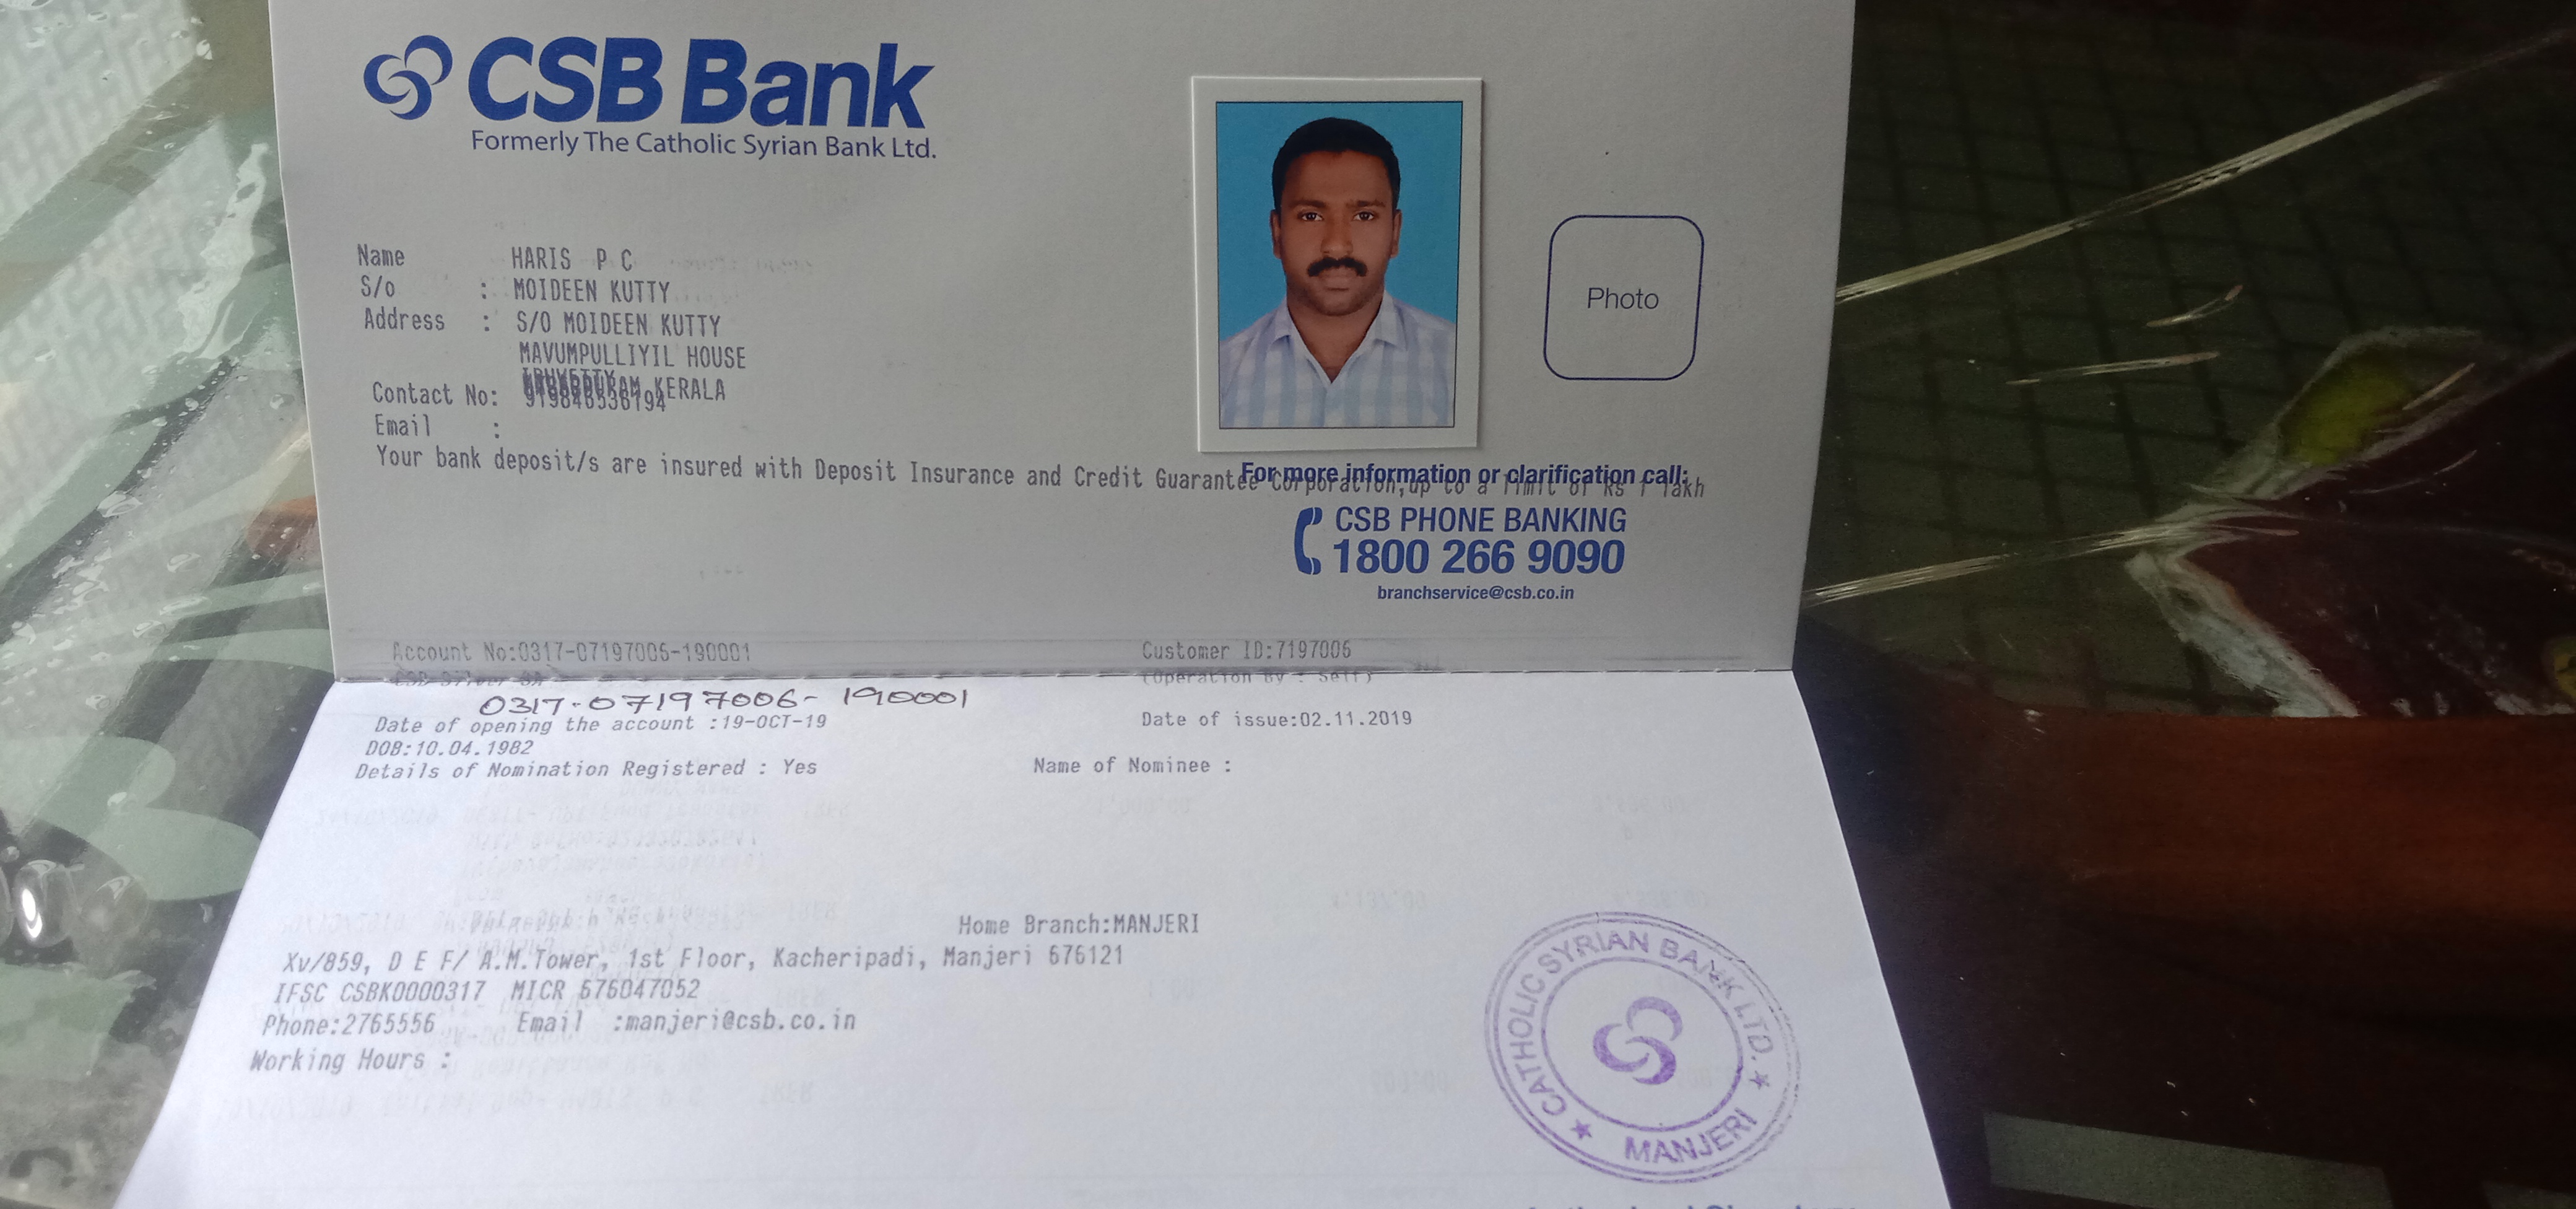 CSB Bank
Formerly The Catholic Syrian Bank Ltd.
Name HARIS P C
S/o : MOIDEEN KUTTY
Address : S/O MOIDEEN KUTTY
MAVUMPULLIYIL HOUSE
KERALA
Contact No: 919846536194
Email :
Your bank deposit/s are insured with Deposit Insurance and Credit Guarantee Corporation,up to a limit of Rs 1 lakh
Photo
For more information or clarification call:
CSB PHONE BANKING
1800 266 9090
branchservice@csb.co.in
Account No:0317-07197006-190001 Customer ID:7197006
CSB Silver SA (Operation By : Self)
0317-07197006-190001
Date of opening the account :19-OCT-19 Date of issue:02.11.2019
DOB:10.04.1982
Details of Nomination Registered : Yes Name of Nominee :
Home Branch:MANJERI
Xv/859, D E F/ A.M.Tower, 1st Floor, Kacheripadi, Manjeri 676121
IFSC CSBK0000317 MICR 676047052
Phone:2765556 Email :manjeri@csb.co.in
Working Hours :
CATHOLIC SYRIAN BANK LTD.
MANJERI